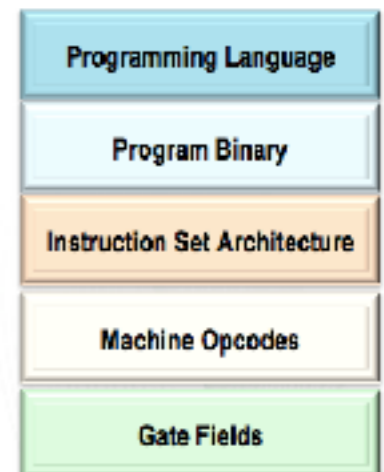 Programming Language
Program Binary
Instruction Set Architecture
Machine Opcodes
Gate Fields